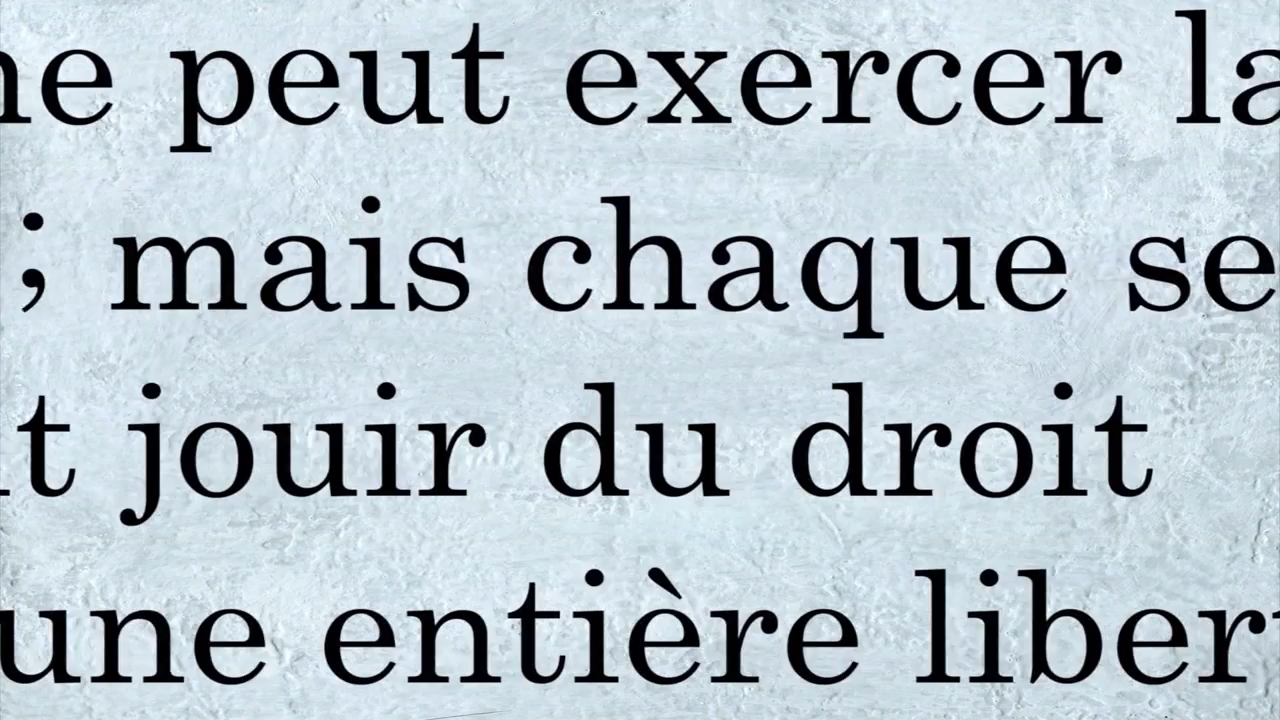 ne peut exercer la
; mais chaque se
t jouir du droit
une entière liber